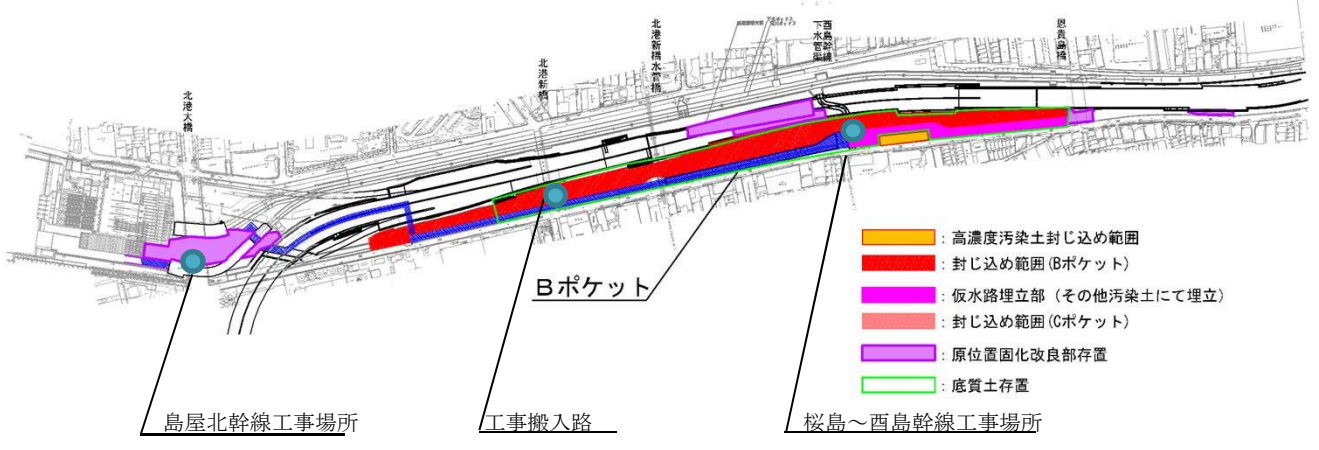 北港大橋
北港新橋
北港新橋水管橋
酉島幹線
下水管渠
恩貴島橋
Bポケット
：高濃度汚染土封じ込め範囲
：封じ込め範囲(Bポケット)
：仮水路埋立部（その他汚染土にて埋立）
：封じ込め範囲(Cポケット)
：原位置固化改良部存置
：底質土存置
島屋北幹線工事場所
工事搬入路
桜島～酉島幹線工事場所